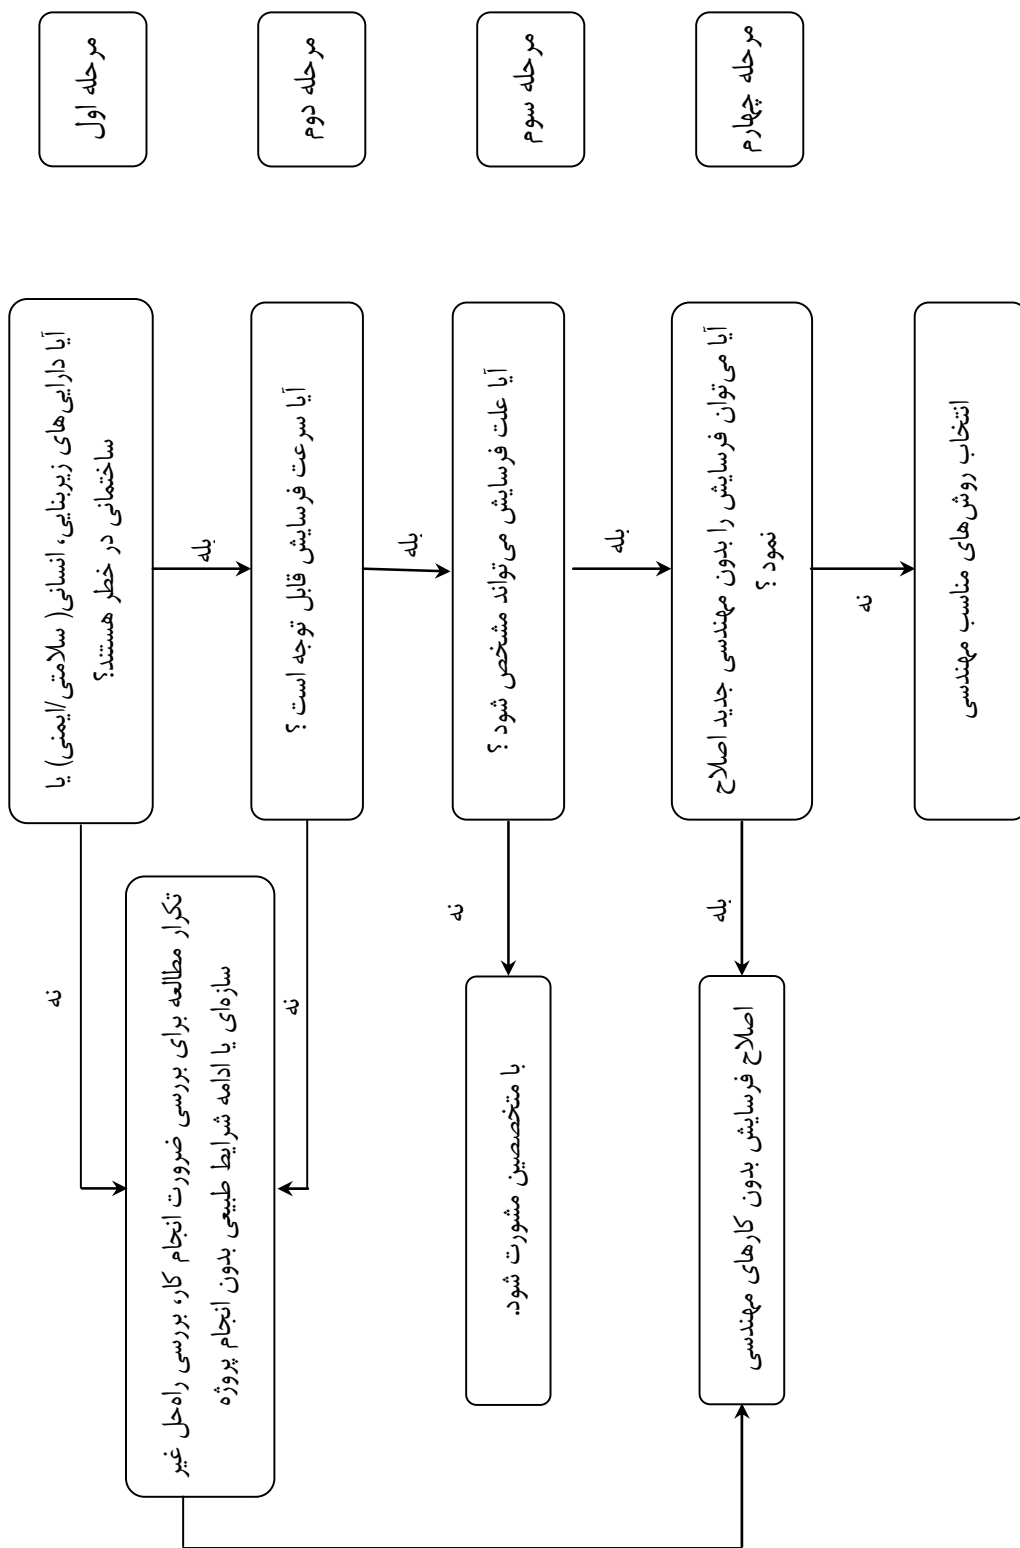 مرحله اول
آیا دارایی‌های زیربنایی، انسانی( سلامتی/ایمنی) یا
ساختمانی در خطر هستند؟
بله
نه
مرحله دوم
آیا سرعت فرسایش قابل توجه است ؟
بله
نه
تکرار مطالعه برای بررسی ضرورت انجام کار، بررسی راه‌حل غیر
سازه‌ای یا ادامه شرایط طبیعی بدون انجام پروژه
مرحله سوم
آیا علت فرسایش می‌تواند مشخص شود ؟
بله
نه
با متخصصین مشورت شود.
مرحله چهارم
آیا می‌توان فرسایش را بدون مهندسی جدید اصلاح
نمود ؟
بله
نه
اصلاح فرسایش بدون کارهای مهندسی
انتخاب روش‌های مناسب مهندسی